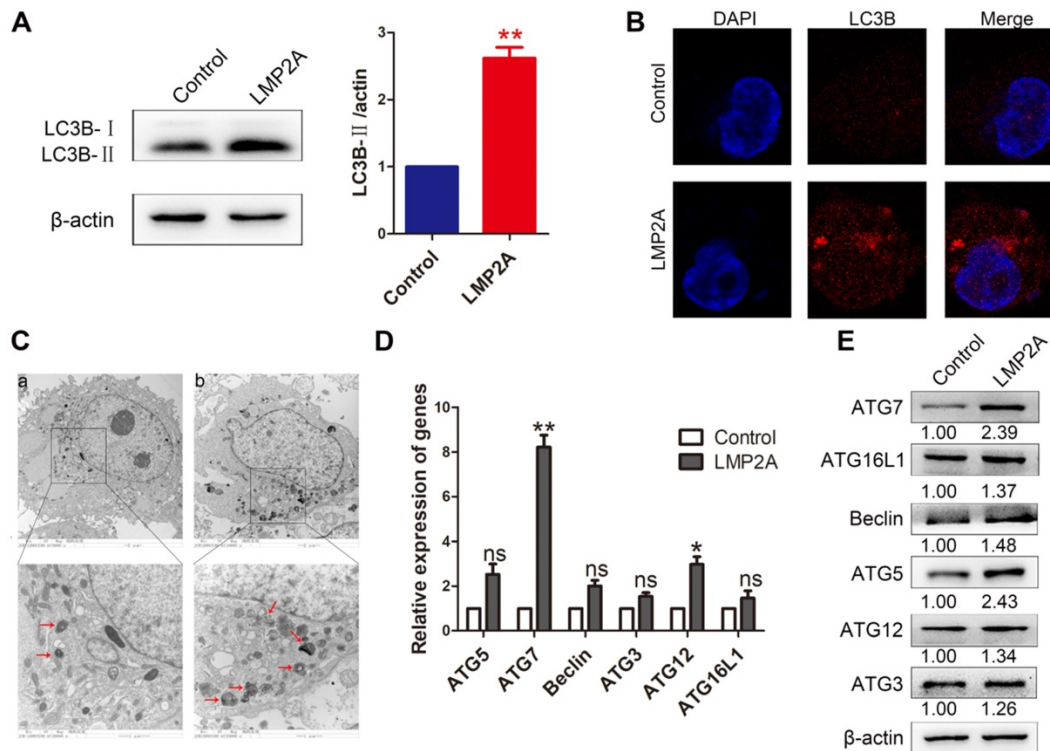 A
Control
LMP2A
LC3B- Ⅰ
LC3B- Ⅱ
β-actin
LC3B-Ⅱ/actin
3
2
1
0
Control
LMP2A
**
B
DAPI
LC3B
Merge
Control
LMP2A
C
a
b
D
Relative expression of genes
10
8
6
4
2
0
ns
**
ns
ns
*
ns
Control
LMP2A
ATG5
ATG7
Beclin
ATG3
ATG12
ATG16L1
E
Control
LMP2A
ATG7
1.00 2.39
ATG16L1
1.00 1.37
Beclin
1.00 1.48
ATG5
1.00 2.43
ATG12
1.00 1.34
ATG3
1.00 1.26
β-actin